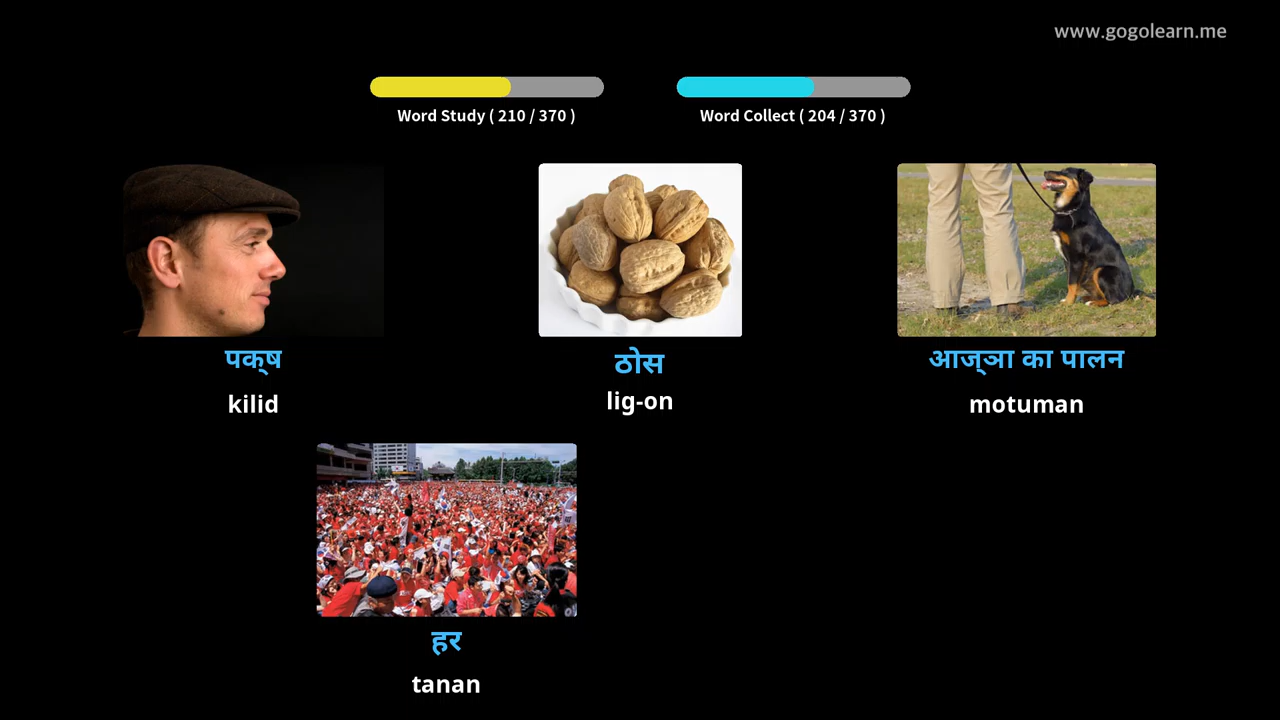 www.gogolearn.me
Word Study ( 210 / 370 )
Word Collect ( 204 / 370 )
पक्ष
kilid
ठोस
lig-on
आज्ञा का पालन
motuman
हर
tanan